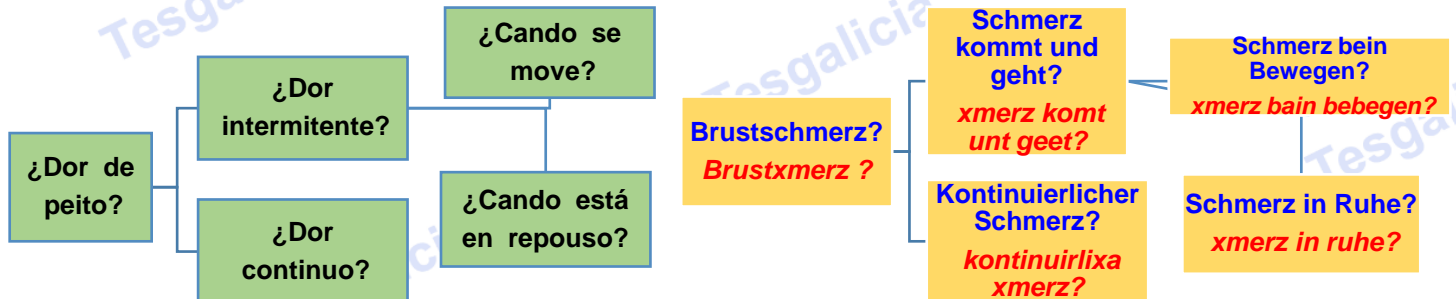 ¿Dor de
peito?
¿Dor
intermitente?
¿Dor
continuo?
¿Cando se
move?
¿Cando está
en repouso?
Brustschmerz?
Brustxmerz ?
Schmerz
kommt und
geht?
xmerz komt
unt geet?
Kontinuierlicher
Schmerz?
kontinuirlixa
xmerz?
Schmerz bein
Bewegen?
xmerz bain bebegen?
Schmerz in Ruhe?
xmerz in ruhe?
Tesgalicia